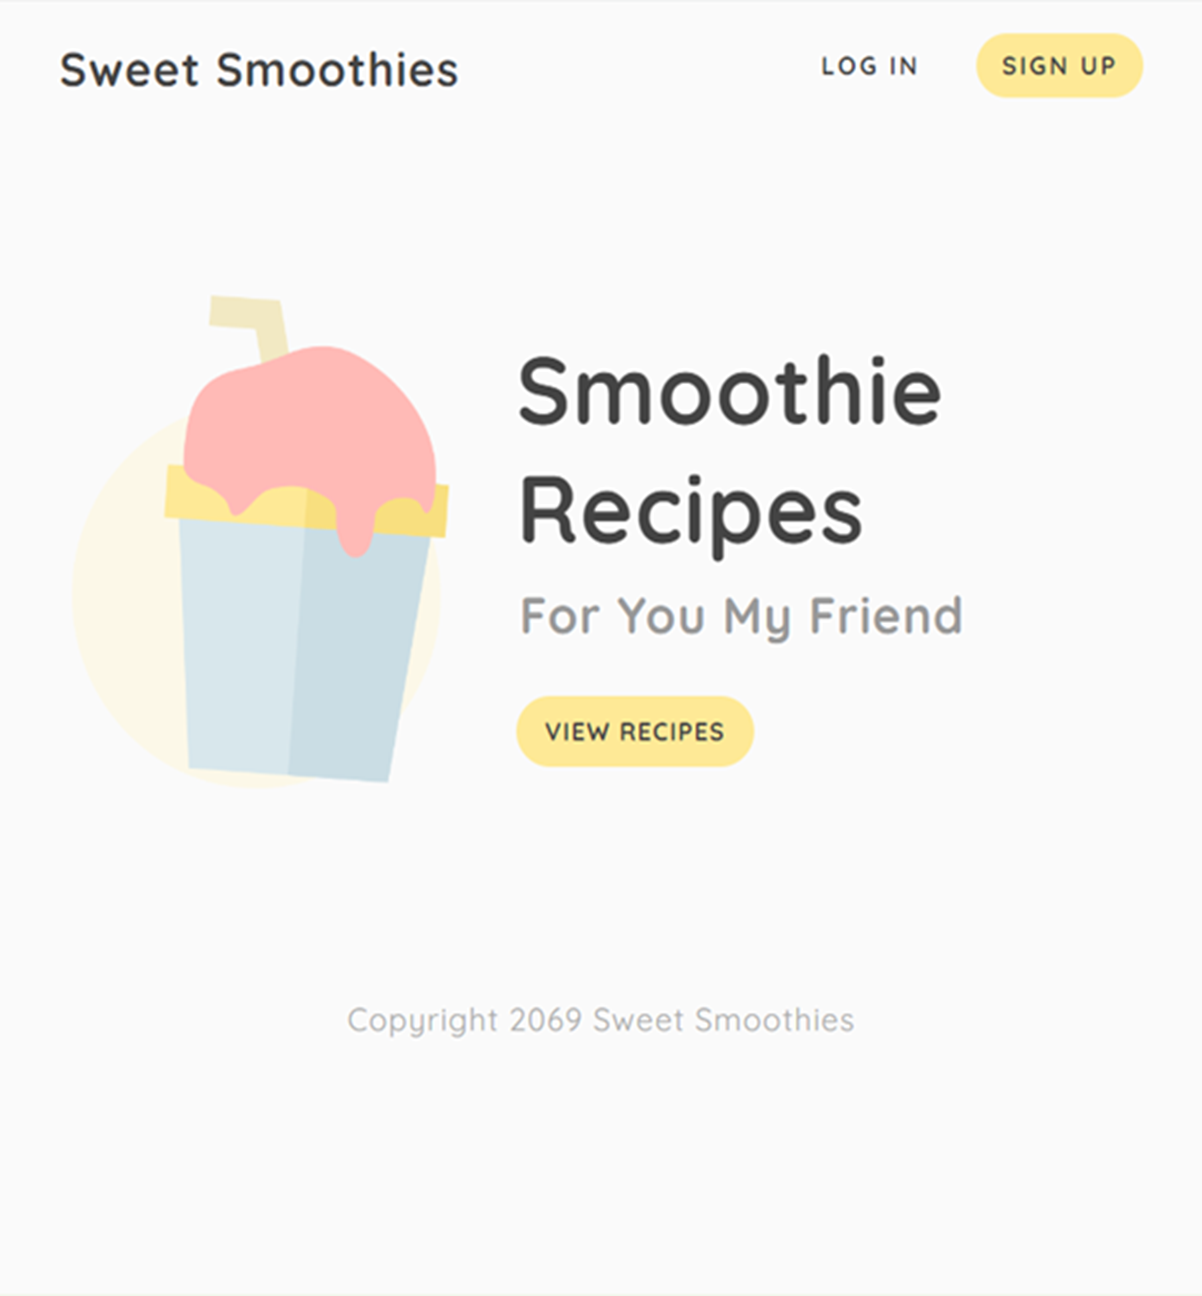 Sweet Smoothies
LOG IN
SIGN UP
Smoothie
Recipes
For You My Friend
VIEW RECIPES
Copyright 2069 Sweet Smoothies